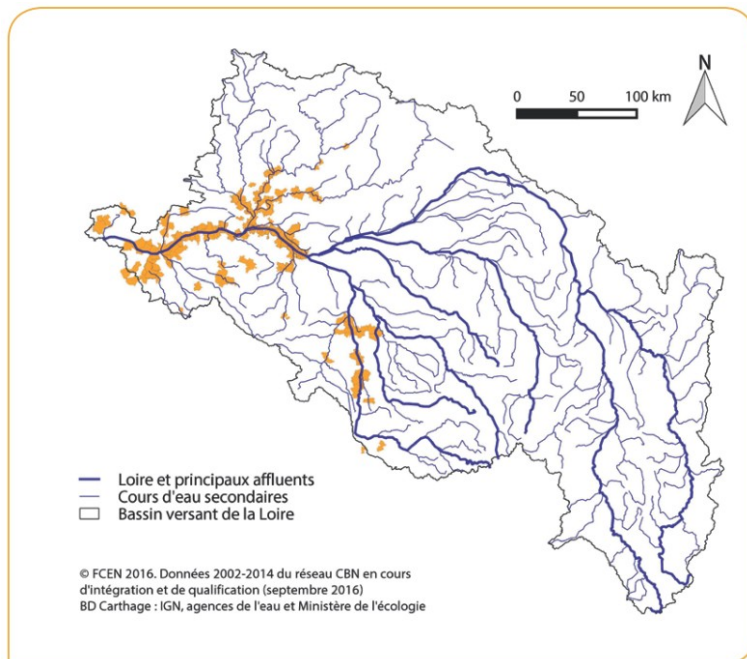 N
0 50 100 km
Loire et principaux affluents
Cours d'eau secondaires
Bassin versant de la Loire
© FCEN 2016. Données 2002-2014 du réseau CBN en cours
d'intégration et de qualification (septembre 2016)
BD Carthage : IGN, agences de l'eau et Ministère de l'écologie